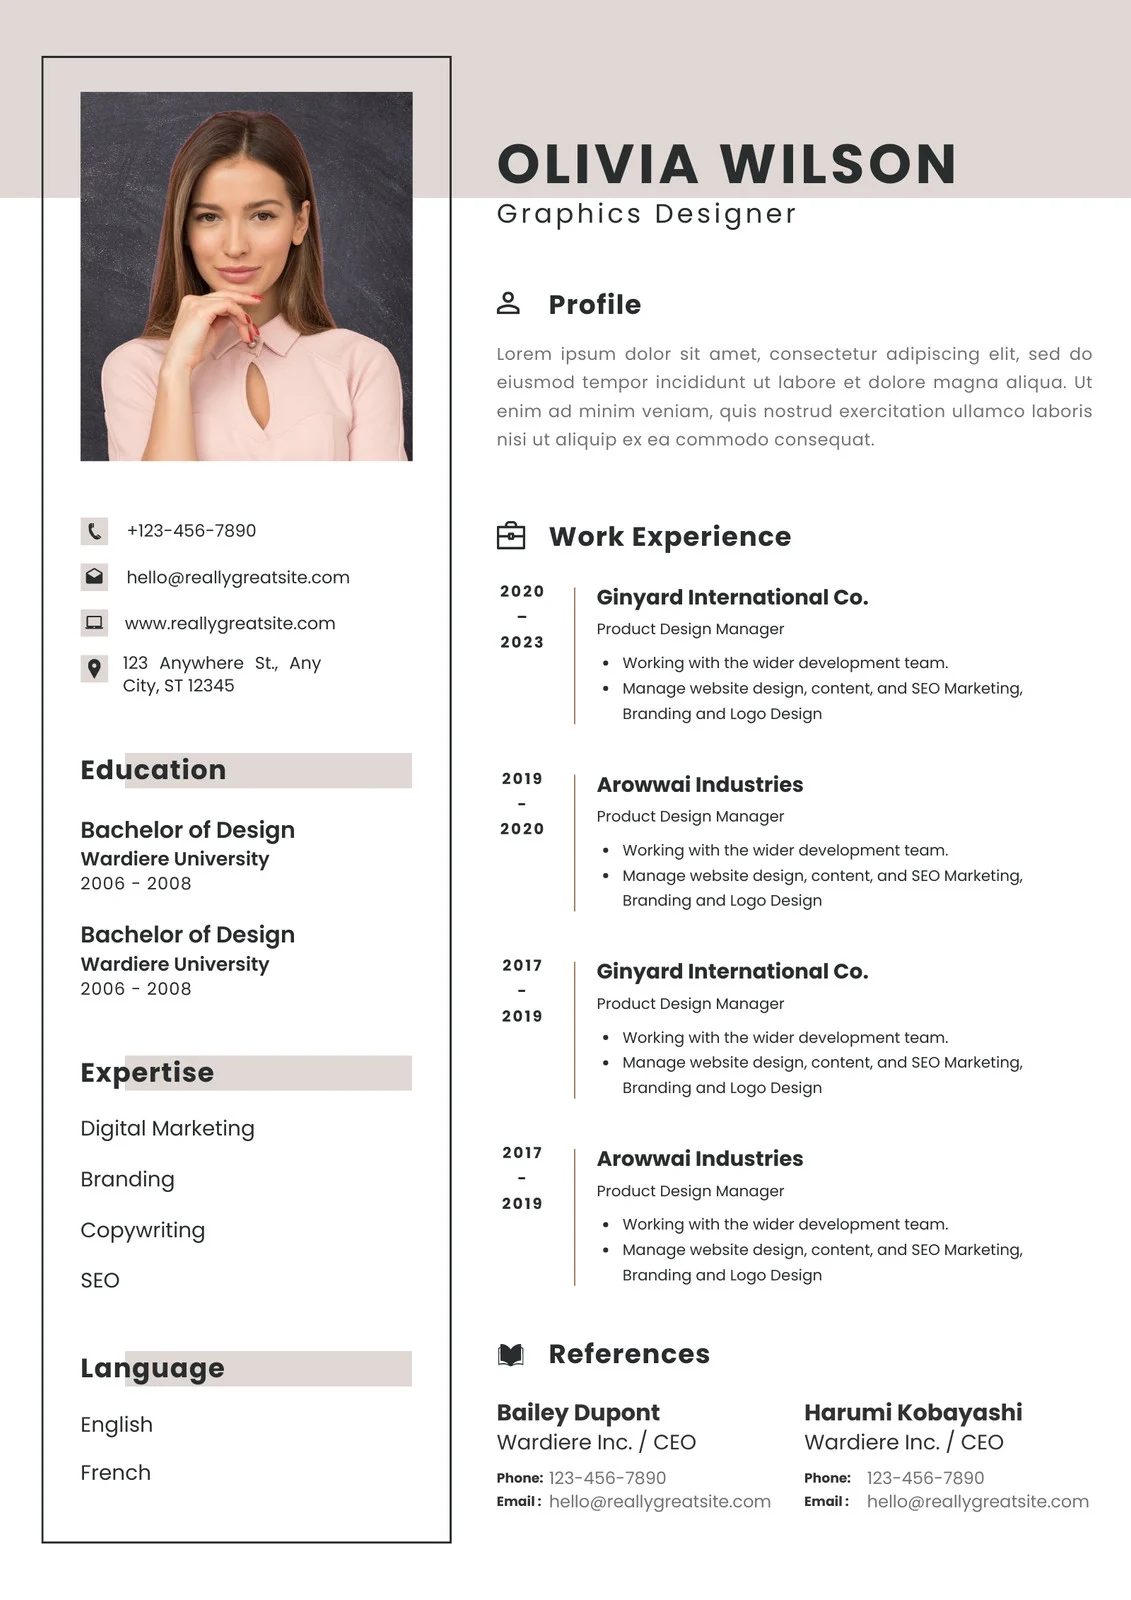 OLIVIA WILSON
Graphics Designer
+123-456-7890
hello@reallygreatsite.com
www.reallygreatsite.com
123 Anywhere St., Any
City, ST 12345
Education
Bachelor of Design
Wardiere University
2006 - 2008
Bachelor of Design
Wardiere University
2006 - 2008
Expertise
Digital Marketing
Branding
Copywriting
SEO
Language
English
French
Profile
Lorem ipsum dolor sit amet, consectetur adipiscing elit, sed do
eiusmod tempor incididunt ut labore et dolore magna aliqua. Ut
enim ad minim veniam, quis nostrud exercitation ullamco laboris
nisi ut aliquip ex ea commodo consequat.
Work Experience
2020
–
2023
Ginyard International Co.
Product Design Manager
• Working with the wider development team.
• Manage website design, content, and SEO Marketing,
Branding and Logo Design
2019
-
2020
Arowwai Industries
Product Design Manager
• Working with the wider development team.
• Manage website design, content, and SEO Marketing,
Branding and Logo Design
2017
-
2019
Ginyard International Co.
Product Design Manager
• Working with the wider development team.
• Manage website design, content, and SEO Marketing,
Branding and Logo Design
2017
-
2019
Arowwai Industries
Product Design Manager
• Working with the wider development team.
• Manage website design, content, and SEO Marketing,
Branding and Logo Design
References
Bailey Dupont
Wardiere Inc. / CEO
Phone: 123-456-7890
Email : hello@reallygreatsite.com
Harumi Kobayashi
Wardiere Inc. / CEO
Phone: 123-456-7890
Email : hello@reallygreatsite.com